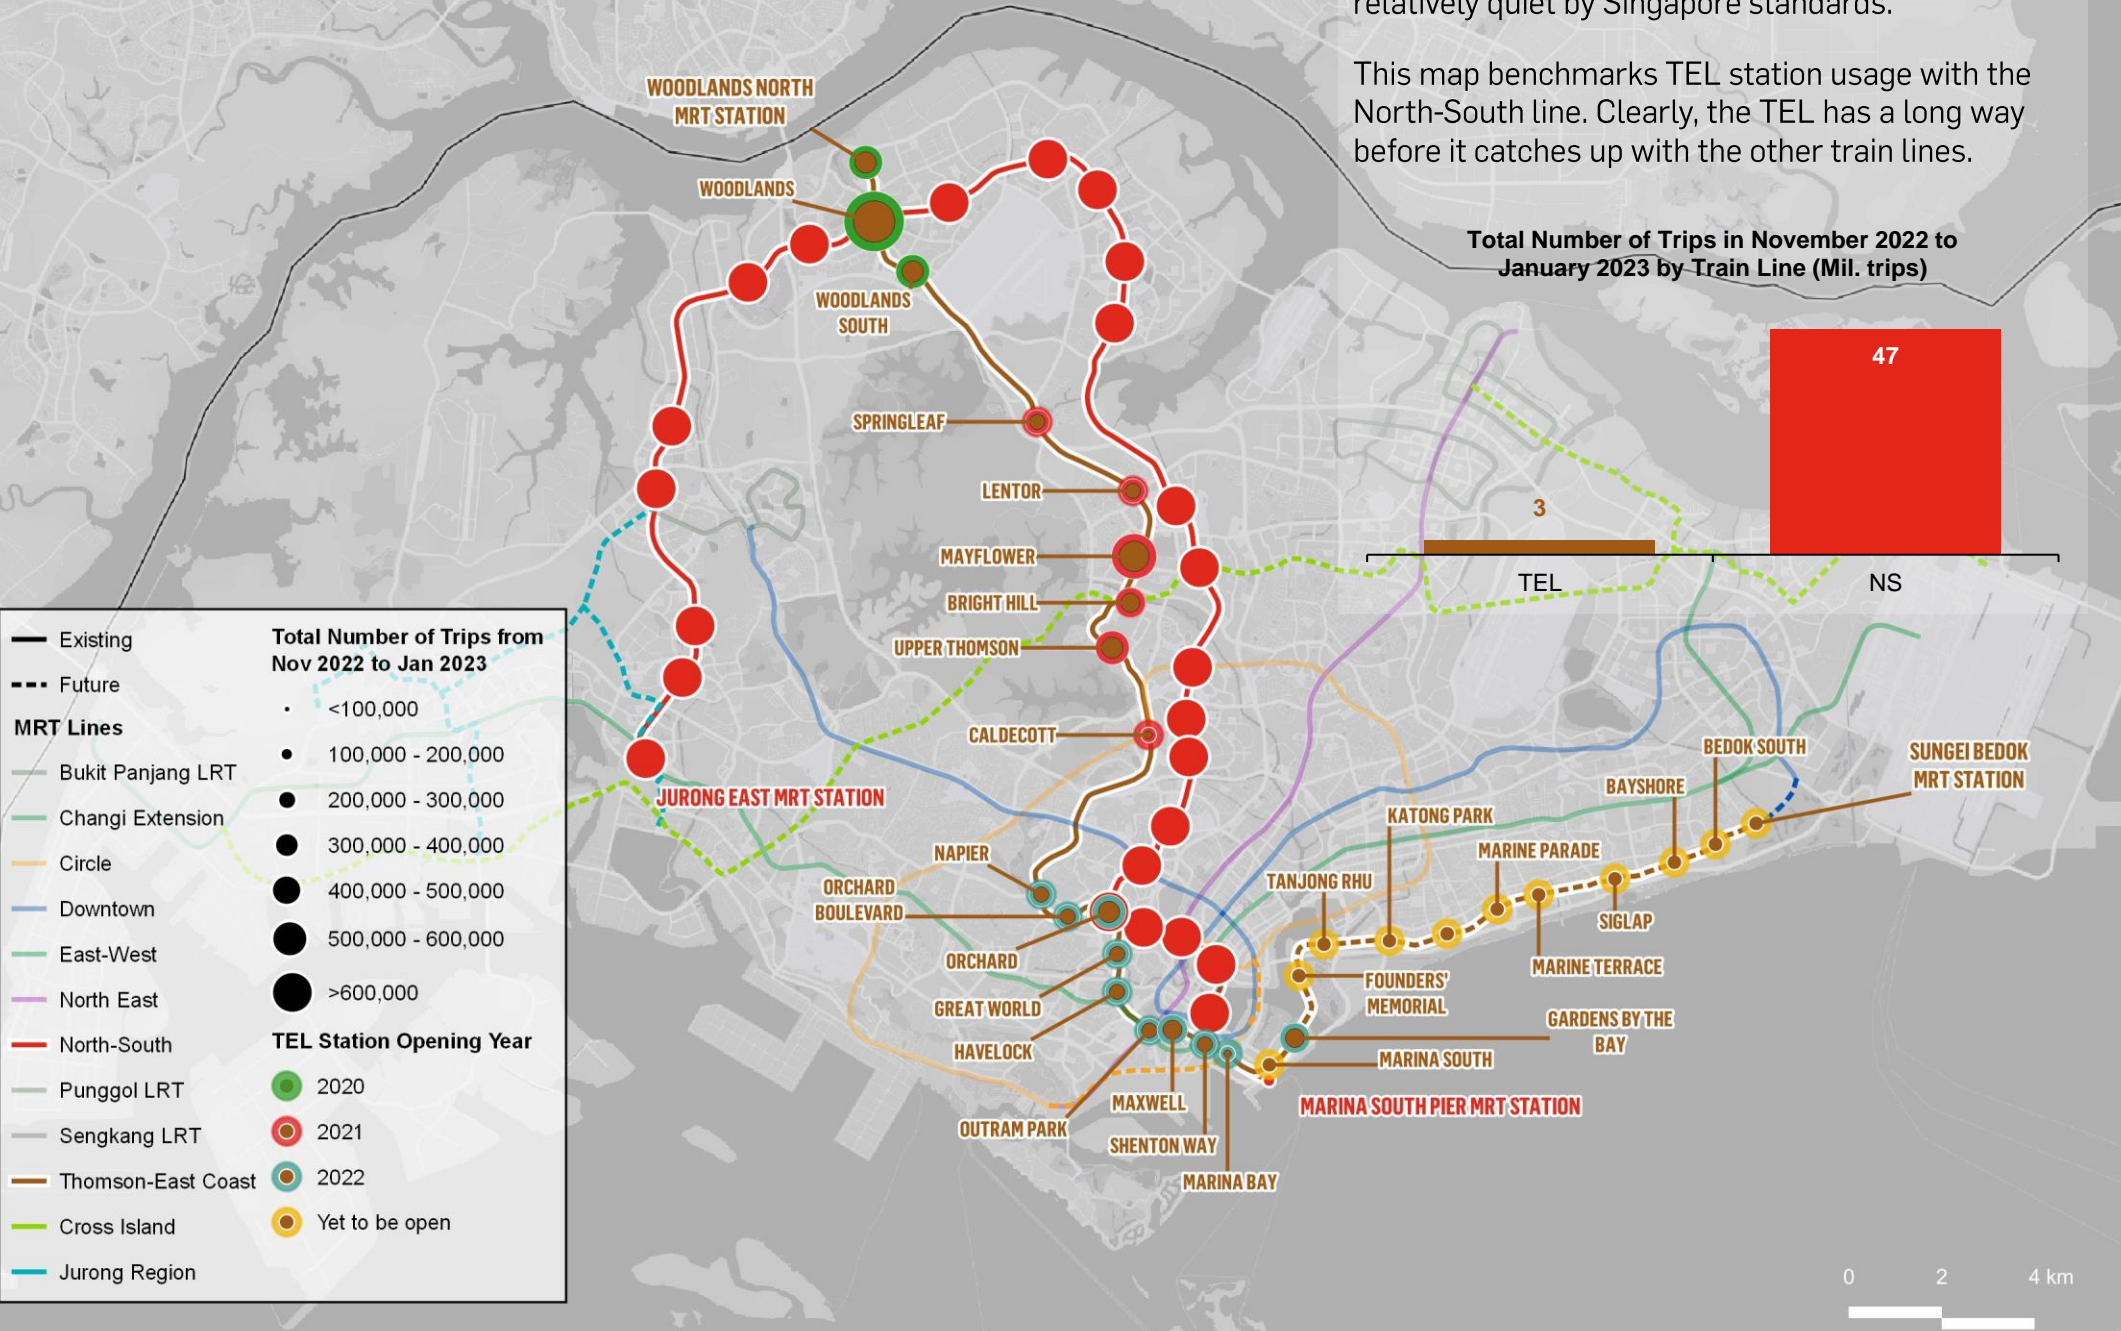 relatively quiet by Singapore standards.
This map benchmarks TEL station usage with the
North-South line. Clearly, the TEL has a long way
before it catches up with the other train lines.
Total Number of Trips in November 2022 to
January 2023 by Train Line (Mil. trips)
47
3
TEL
NS
WOODLANDS NORTH
MRT STATION
WOODLANDS
WOODLANDS
SOUTH
SPRINGLEAF
LENTOR
MAYFLOWER
BRIGHT HILL
UPPER THOMSON
CALDECOTT
JURONG EAST MRT STATION
NAPIER
ORCHARD
BOULEVARD
ORCHARD
GREAT WORLD
HAVELOCK
OUTRAM PARK
MAXWELL
SHENTON WAY
MARINA BAY
MARINA SOUTH PIER MRT STATION
MARINA SOUTH
GARDENS BY THE
BAY
FOUNDERS'
MEMORIAL
TANJONG RHU
KATONG PARK
MARINE PARADE
MARINE TERRACE
SIGLAP
BAYSHORE
BEDOK SOUTH
SUNGEI BEDOK
MRT STATION
Existing
Future
MRT Lines
Bukit Panjang LRT
Changi Extension
Circle
Downtown
East-West
North East
North-South
Punggol LRT
Sengkang LRT
Thomson-East Coast
Cross Island
Jurong Region
Total Number of Trips from
Nov 2022 to Jan 2023
<100,000
100,000 - 200,000
200,000 - 300,000
300,000 - 400,000
400,000 - 500,000
500,000 - 600,000
>600,000
TEL Station Opening Year
2020
2021
2022
Yet to be open
0 2 4 km